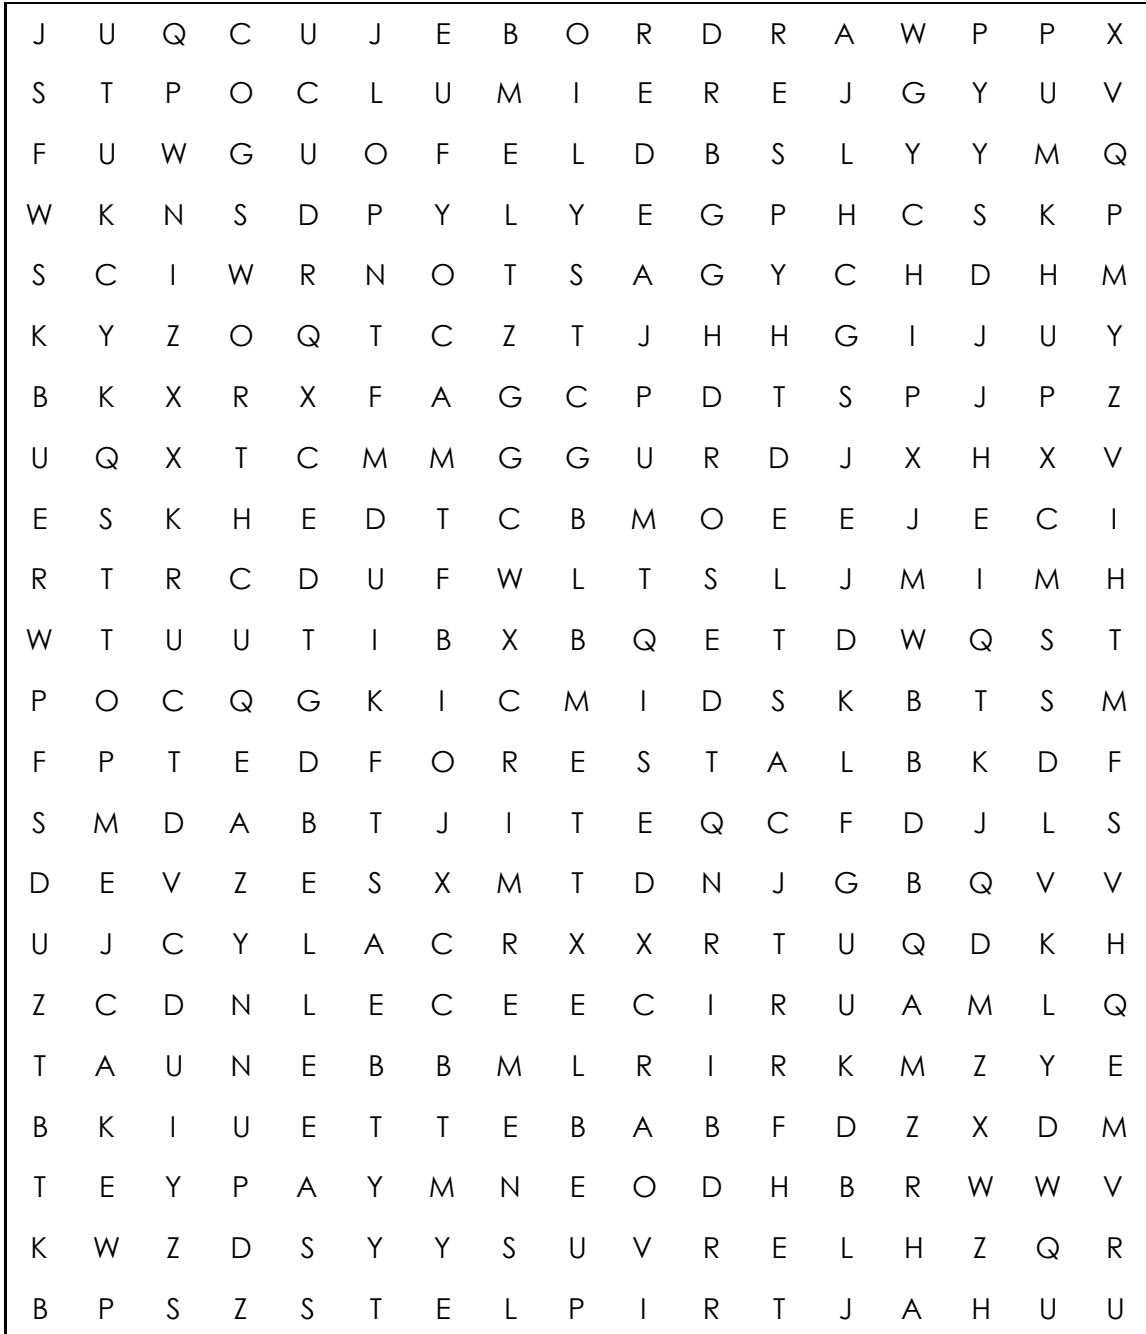 J U Q C U J E B O R D R A W P P X
S T P O C L U M I E R E J G Y U V
F U W G U O F E L D B S L Y Y M Q
W K N S D P Y L Y E G P H C S K P
S C I W R N O T S A G Y C H D H M
K Y Z O Q T C Z T J H H G I J U Y
B K X R X F A G C P D T S P J P Z
U Q X T C M M G G U R D J X H X V
E S K H E D T C B M O E E J E C I
R T R C D U F W L T S L J M I M H
W T U U T I B X B Q E T D W Q S T
P O C Q G K I C M I D S K B T S M
F P T E D F O R E S T A L B K D F
S M D A B T J I T E Q C F D J L S
D E V Z E S X M T D N J G B Q V V
U J C Y L A C R X X R T U Q D K H
Z C D N L E C E E C I R U A M L Q
T A U N E B B M L R I R K M Z Y E
B K I U E T T E B A B F D Z X D M
T E Y P A Y M N E O D H B R W W V
K W Z D S Y Y S U V R E L H Z Q R
B P S Z S T E L P I R T J A H U U